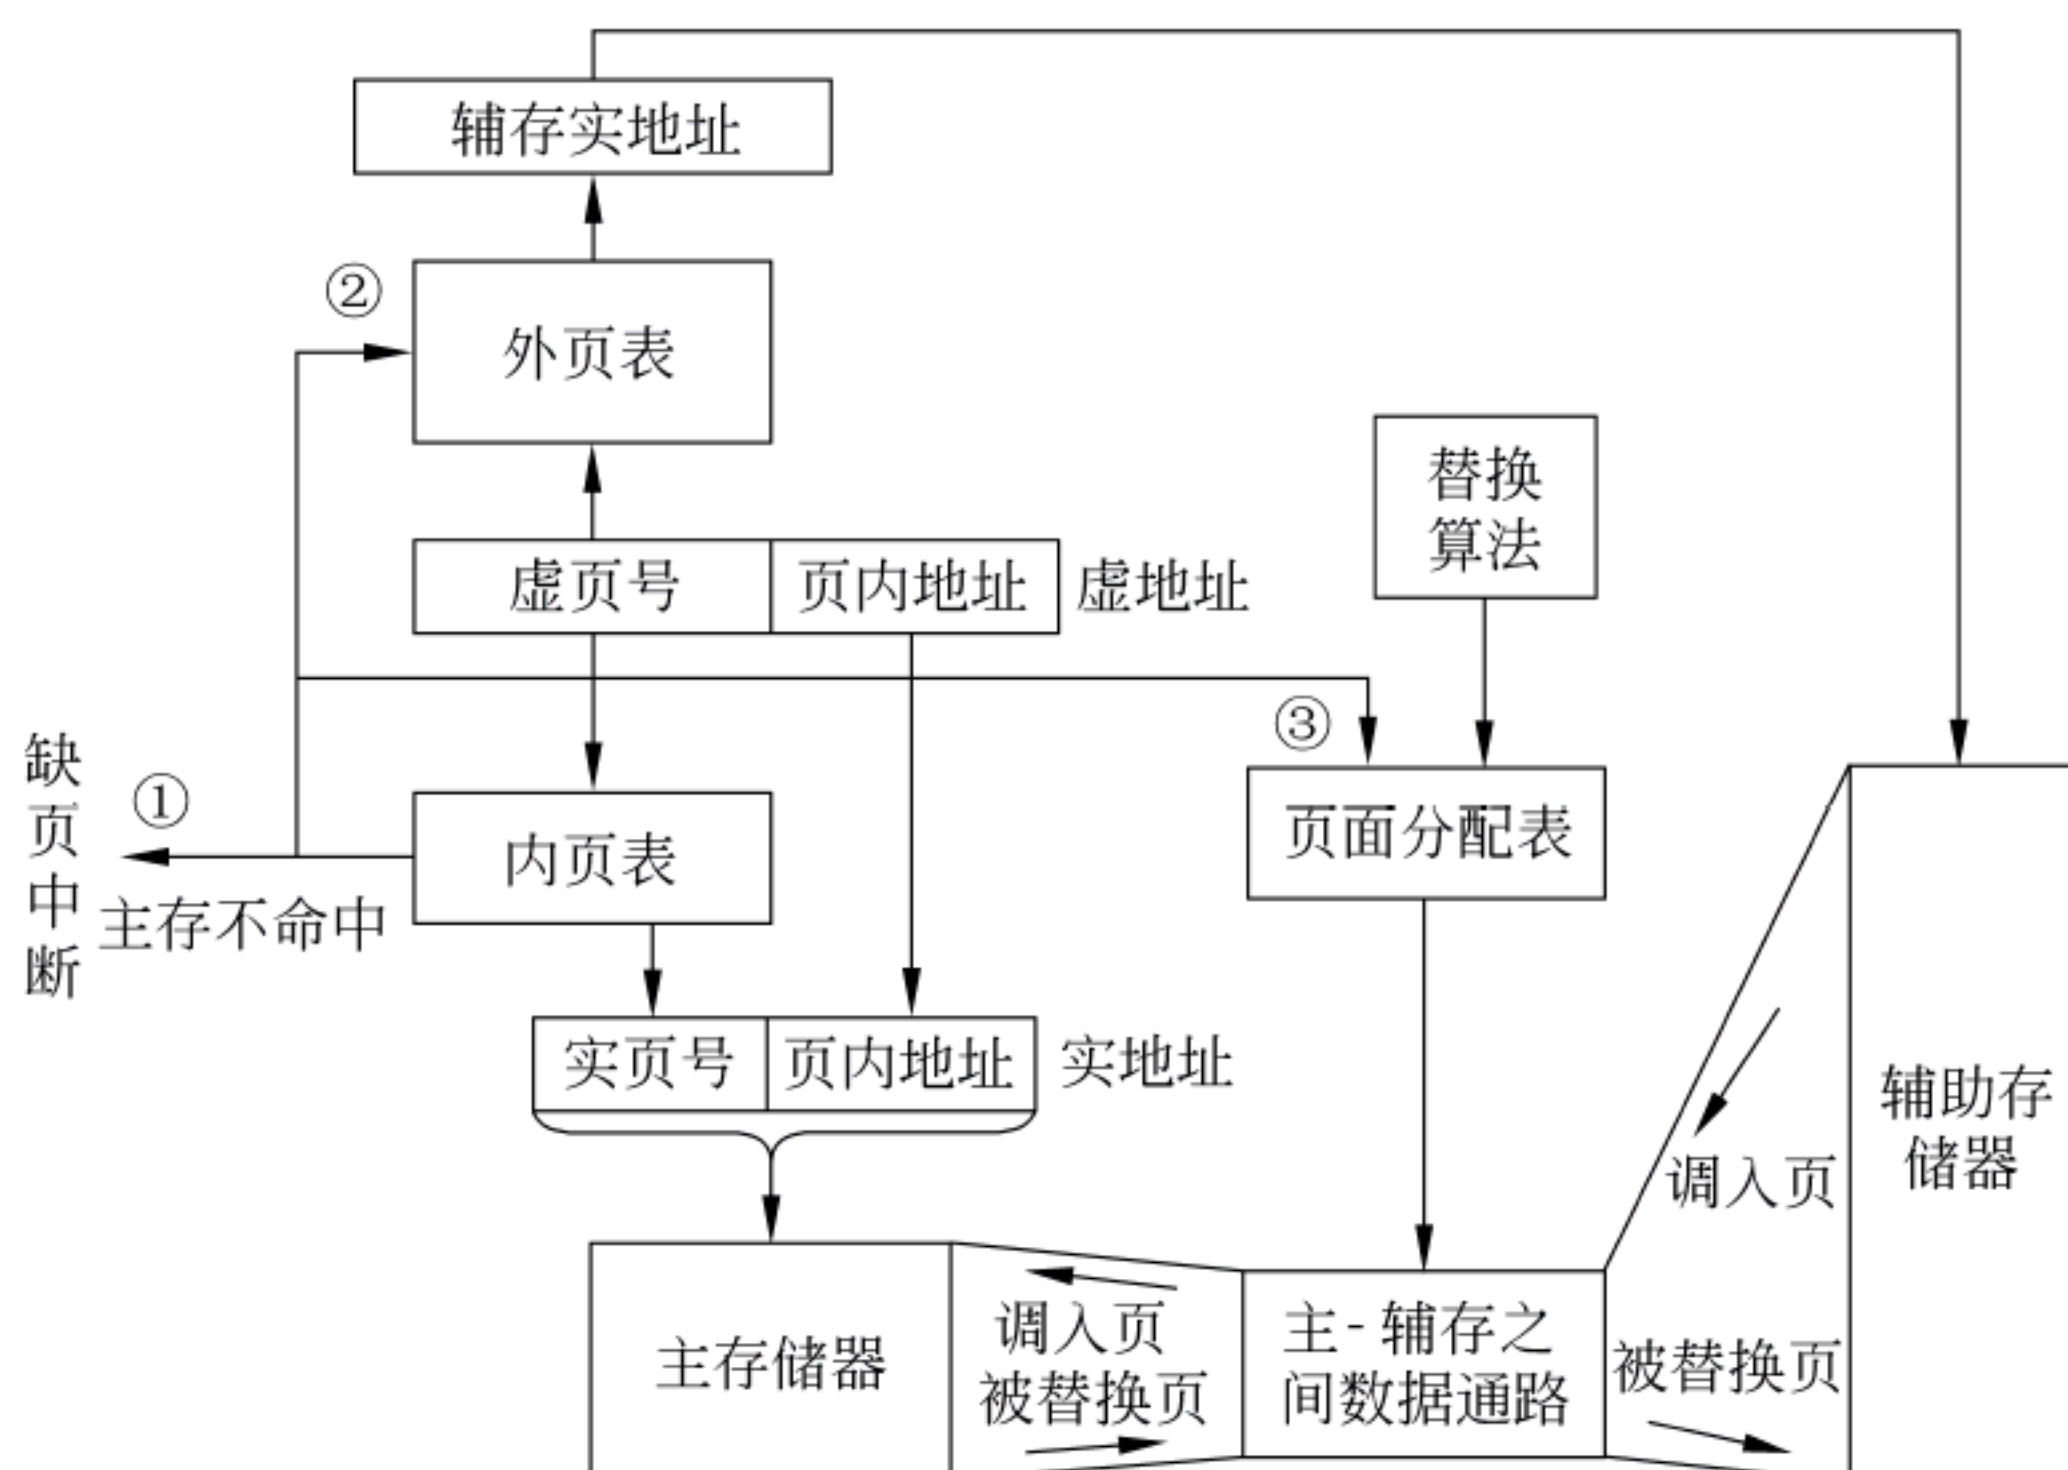 辅存实地址
②
外页表
替换
算法
虚页号 页内地址 虚地址
③
缺
页
中
断
①
主存不命中
内页表
页面分配表
实页号 页内地址 实地址
辅助存
储器
调入页
主存储器
调入页
被替换页
主-辅存之
间数据通路
被替换页